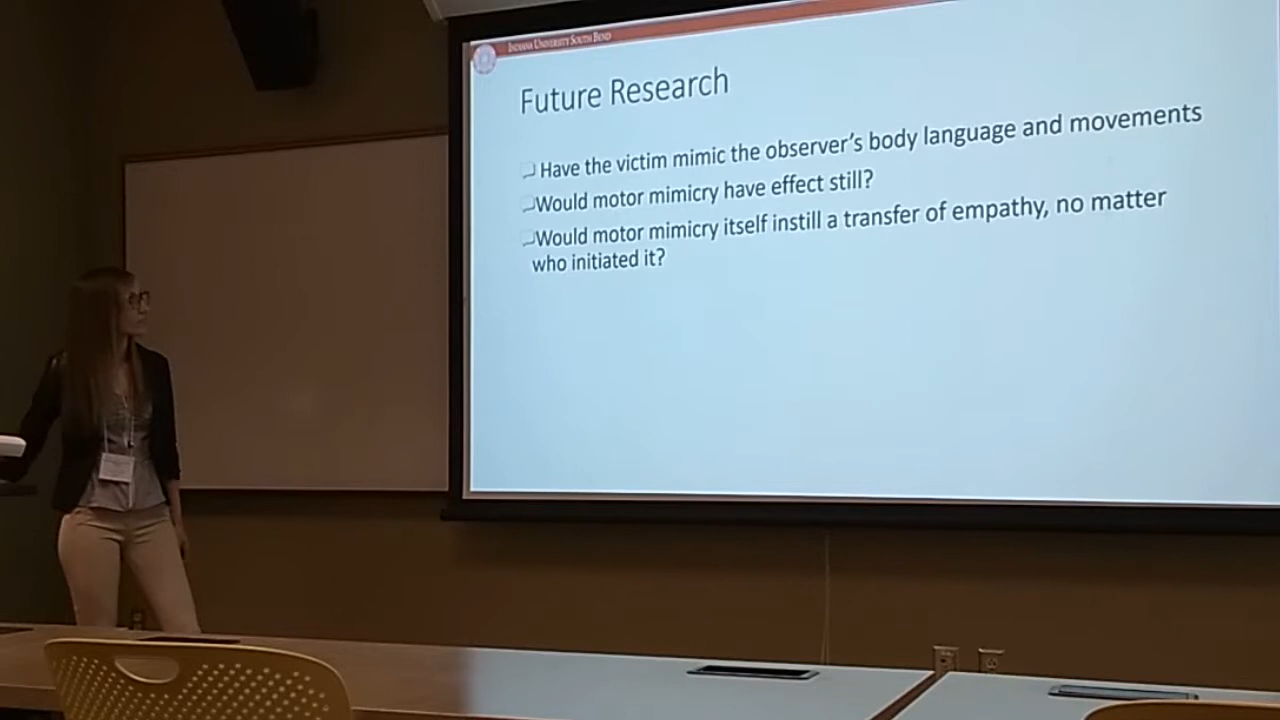 INDIANA UNIVERSITY SOUTH BEND
Future Research
Have the victim mimic the observer's body language and movements
Would motor mimicry have effect still?
Would motor mimicry itself instill a transfer of empathy, no matter
who initiated it?